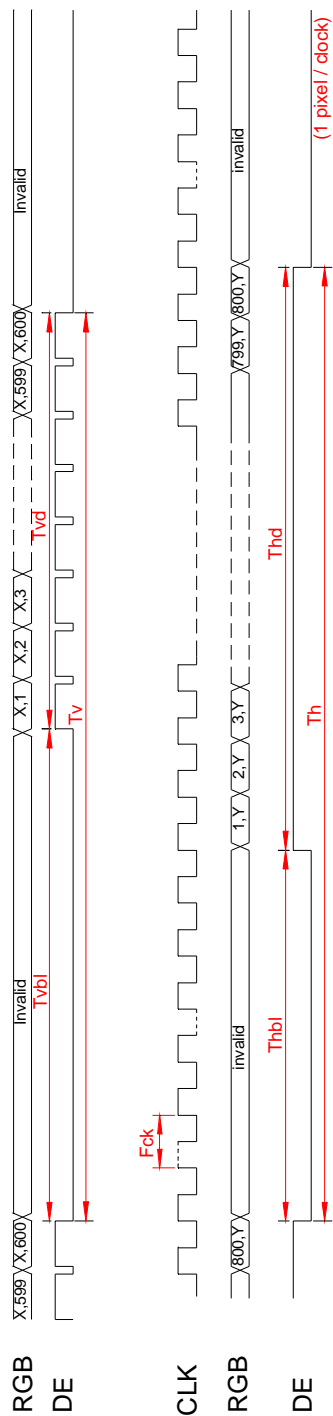 RGB X,599 X,600 Invalid X,1 X,2 X,3 X,599 X,600 Invalid
DE
Tvbl Tvd
Tv
CLK
Fck
RGB 800,Y invalid 1,Y 2,Y 3,Y 799,Y 800,Y invalid
DE
Thbl Thd
Th
(1 pixel / clock)